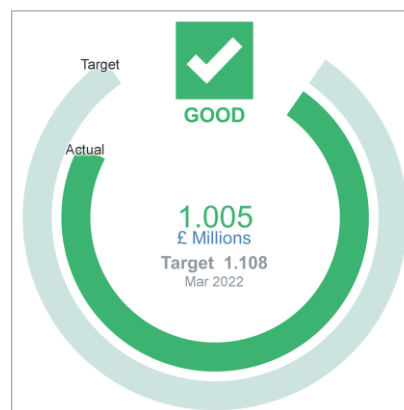 Target
GOOD
Actual
1.005
£ Millions
Target 1.108
Mar 2022